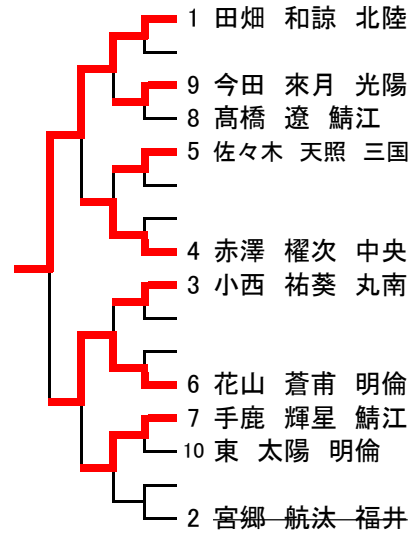 1 田畑 和諒 北陸
9 今田 來月 光陽
8 髙橋 遼 鯖江
5 佐々木 天照 三国
4 赤澤 櫂次 中央
3 小西 祐葵 丸南
6 花山 蒼甫 明倫
7 手鹿 輝星 鯖江
10 東 太陽 明倫
2 宮郷 航汰 福井